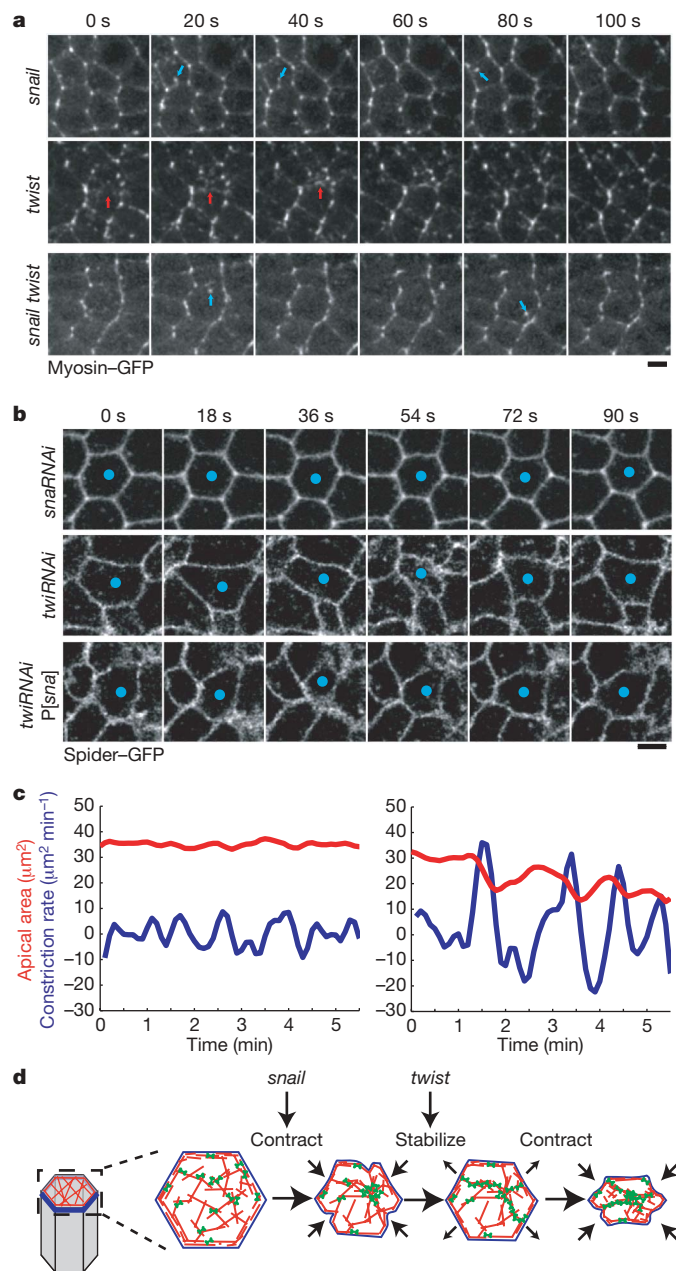 a
0 s 20 s 40 s 60 s 80 s 100 s
snail
twist
snail twist
Myosin–GFP
b
0 s 18 s 36 s 54 s 72 s 90 s
snaRNAi
twiRNAi
twiRNAi
P[sna]
Spider–GFP
c
Apical area (μm²)
Constriction rate (μm² min⁻¹)
50
40
30
20
10
0
−10
−20
−30
0 1 2 3 4 5
Time (min)
50
40
30
20
10
0
−10
−20
−30
0 1 2 3 4 5
Time (min)
d
snail twist
Contract Stabilize Contract